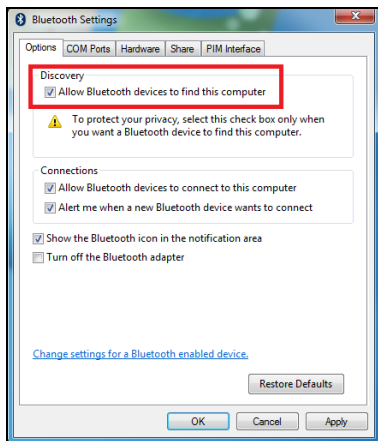 Bluetooth Settings
Options COM Ports Hardware Share PIM Interface
Discovery
Allow Bluetooth devices to find this computer
To protect your privacy, select this check box only when
you want a Bluetooth device to find this computer.
Connections
Allow Bluetooth devices to connect to this computer
Alert me when a new Bluetooth device wants to connect
Show the Bluetooth icon in the notification area
Turn off the Bluetooth adapter
Change settings for a Bluetooth enabled device.
Restore Defaults
OK Cancel Apply